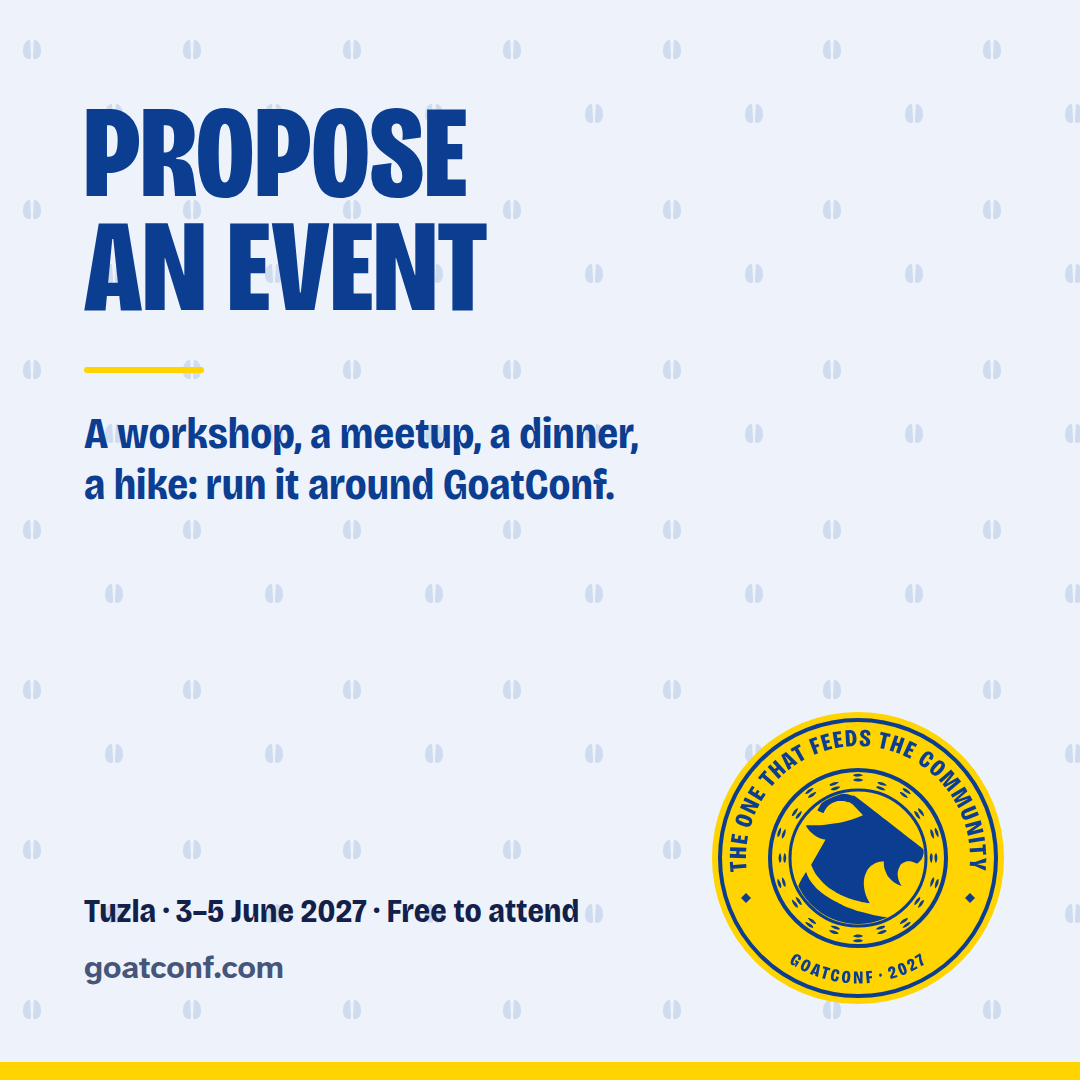 PROPOSE
AN EVENT
A workshop, a meetup, a dinner,
a hike: run it around GoatConf.
Tuzla · 3–5 June 2027 · Free to attend
goatconf.com
THE ONE THAT FEEDS THE COMMUNITY
GOATCONF · 2027